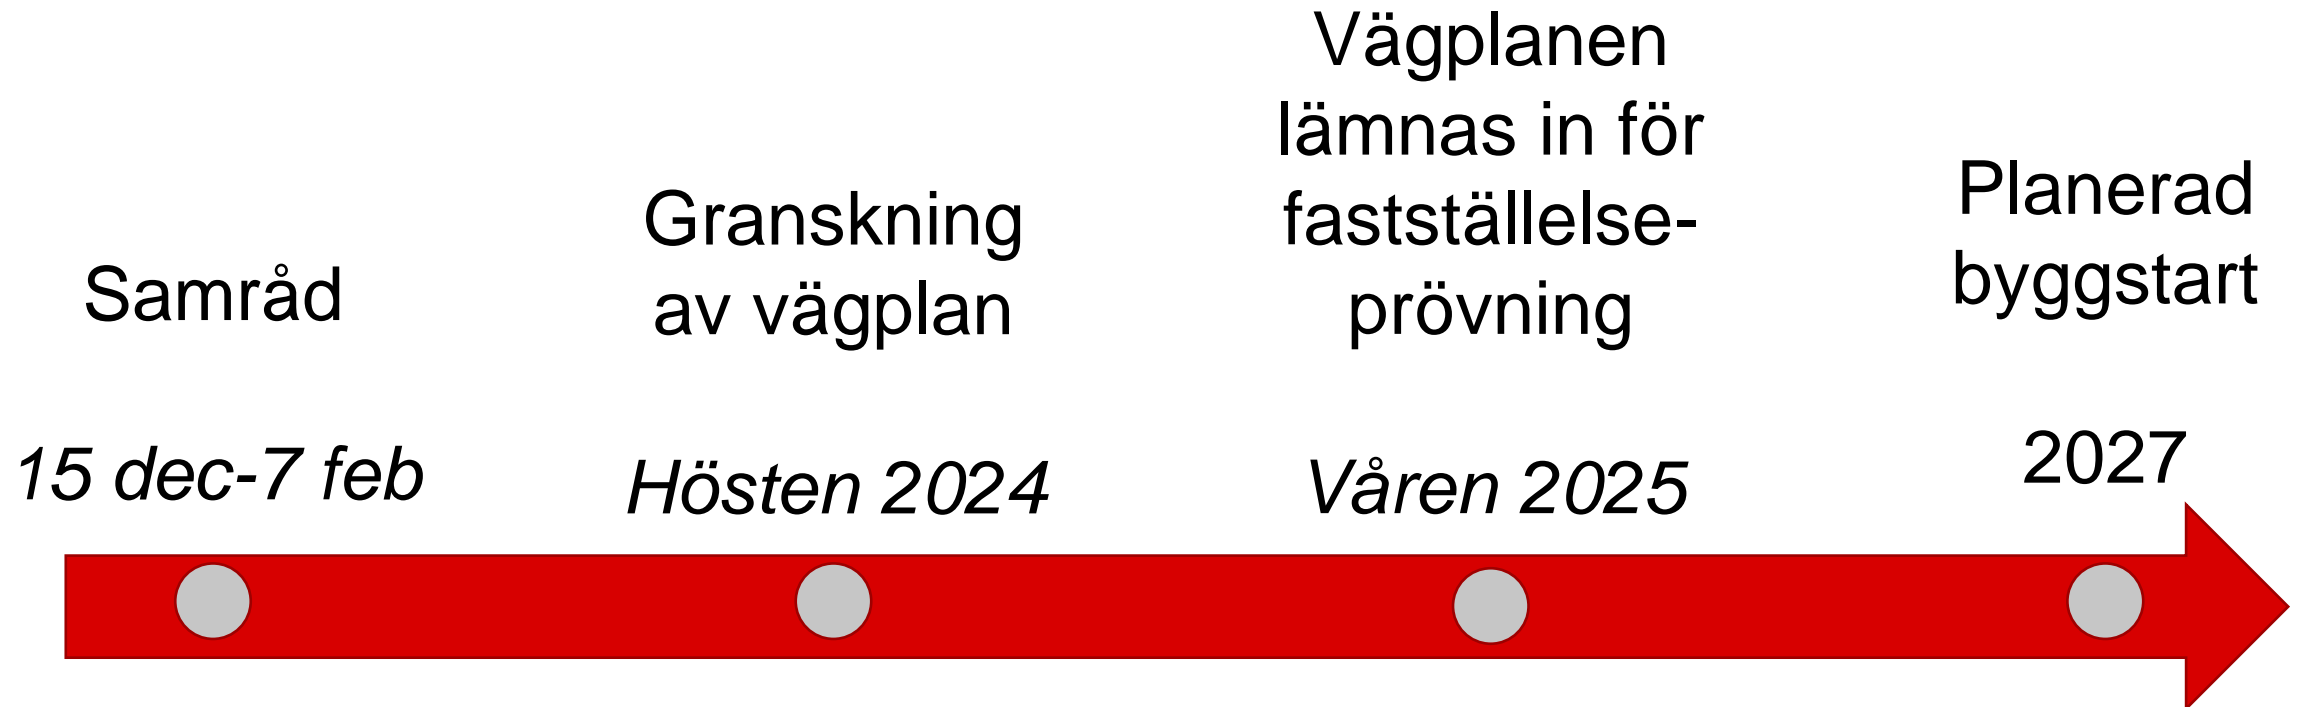 Samråd
15 dec-7 feb
Granskning
av vägplan
Hösten 2024
Vägplanen
lämnas in för
fastställelse-
prövning
Våren 2025
Planerad
byggstart
2027